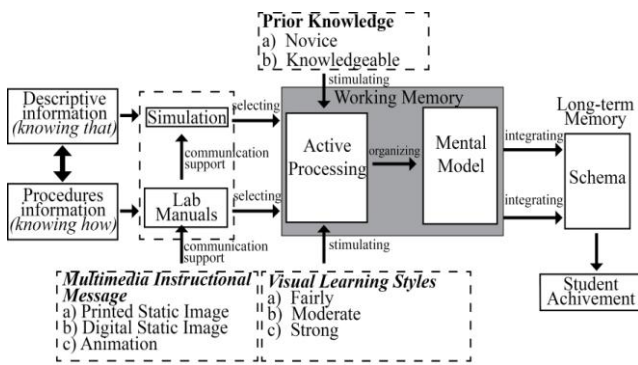 Prior Knowledge
a) Novice
b) Knowledgeable
stimulating
Descriptive
information
(knowing that)
Simulation
selecting
Working Memory
Long-term
Memory
communication
support
Active
Processing
organizing
Mental
Model
integrating
Schema
integrating
Procedures
information
(knowing how)
Lab
Manuals
selecting
communication
support
stimulating
Multimedia Instructional
Message
a) Printed Static Image
b) Digital Static Image
c) Animation
Visual Learning Styles
a) Fairly
b) Moderate
c) Strong
Student
Achivement